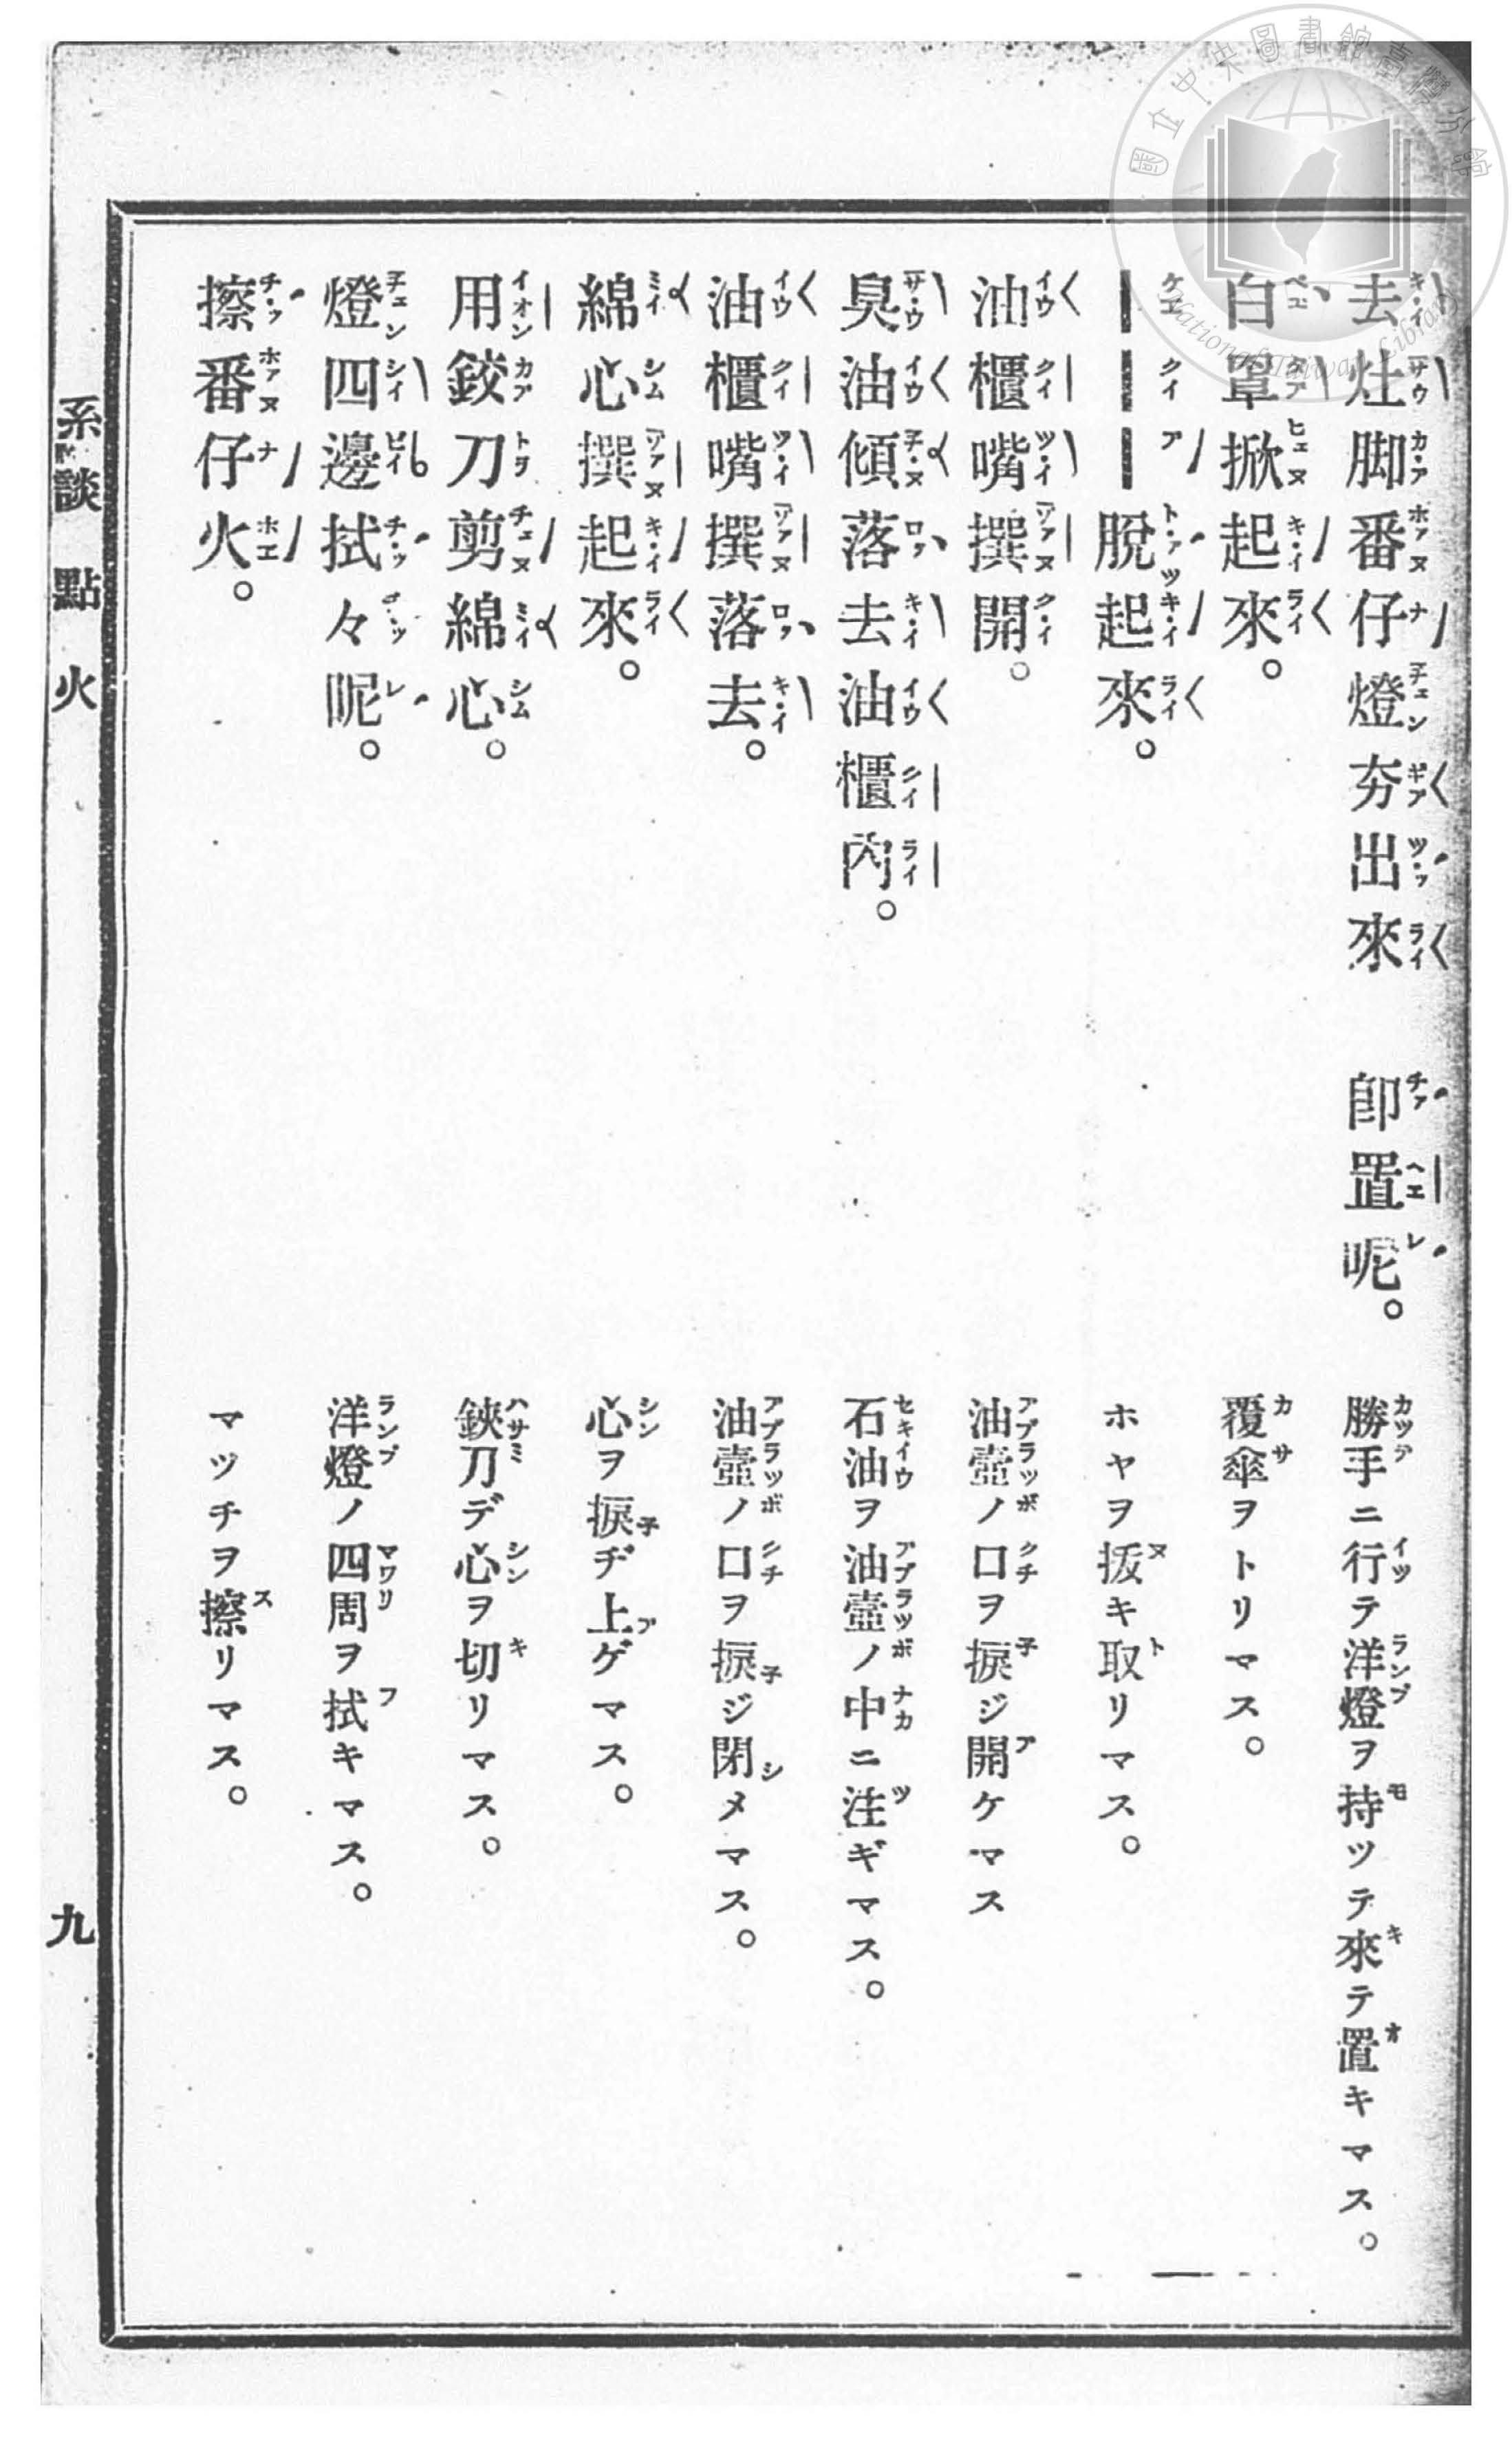 去灶脚番仔燈夯出來　卽置呢。
勝手ニ行テ洋燈ヲ持ツテ來テ置キマス。
白罩掀起來。
覆傘ヲトリマス。
｜｜｜脫起來。
ホヤヲ拔キ取リマス。
油櫃嘴撰開。
油壺ノ口ヲ捩ジ開ケマス
臭油傾落去油櫃內。
石油ヲ油壺ノ中ニ注ギマス。
油櫃嘴撰落去。
油壺ノ口ヲ捩ジ閉メマス。
綿心撰起來。
心ヲ捩ヂ上ゲマス。
用鉸刀剪綿心。
鋏刀デ心ヲ切リマス。
燈四邊拭々呢。
洋燈ノ四周ヲ拭キマス。
擦番仔火。
マッチヲ擦リマス。
系談　點火
九
國立中央圖書館臺灣分館
National Taiwan Library